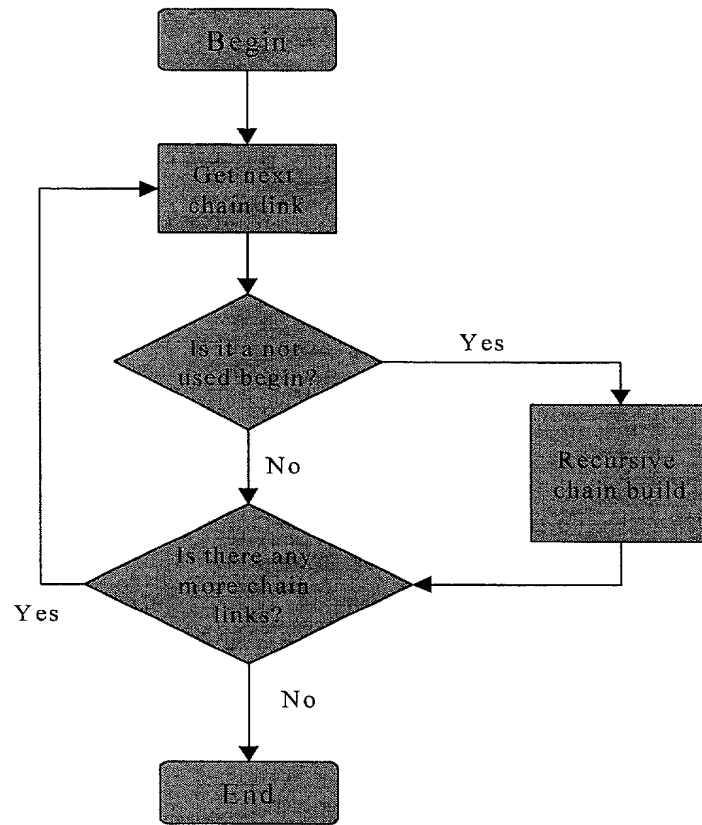 Begin
Get next
chain link
Is it a not
used begin?
Yes
Recursive
chain build
No
Is there any
more chain
links?
Yes
No
End